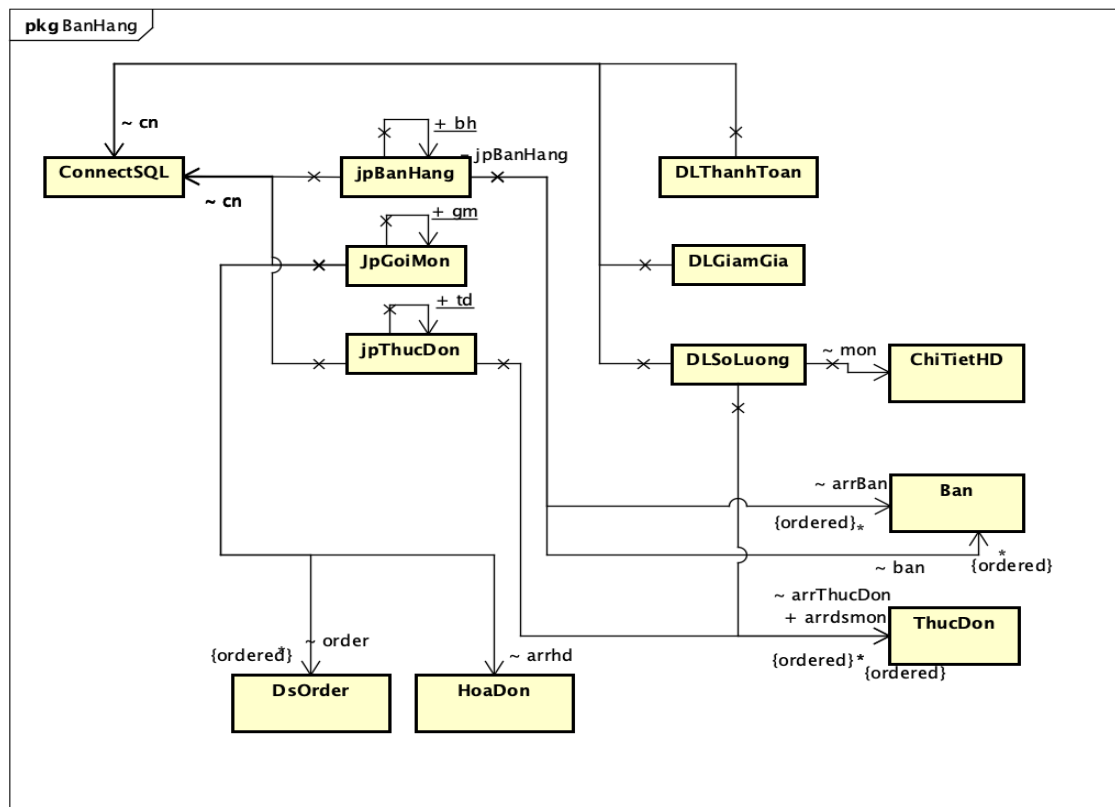 pkg BanHang
~ cn
+ bh
~ jpBanHang
ConnectSQL
jpBanHang
DLThanhToan
~ cn
+ gm
JpGoiMon
DLGiamGia
+ td
jpThucDon
DLSoLuong
~ mon
ChiTietHD
~ arrBan
Ban
{ordered}*
*
{ordered}
~ ban
~ arrThucDon
+ arrdsmon
ThucDon
{ordered} *
{ordered}
~ order
{ordered}*
~ arrhd
DsOrder
HoaDon